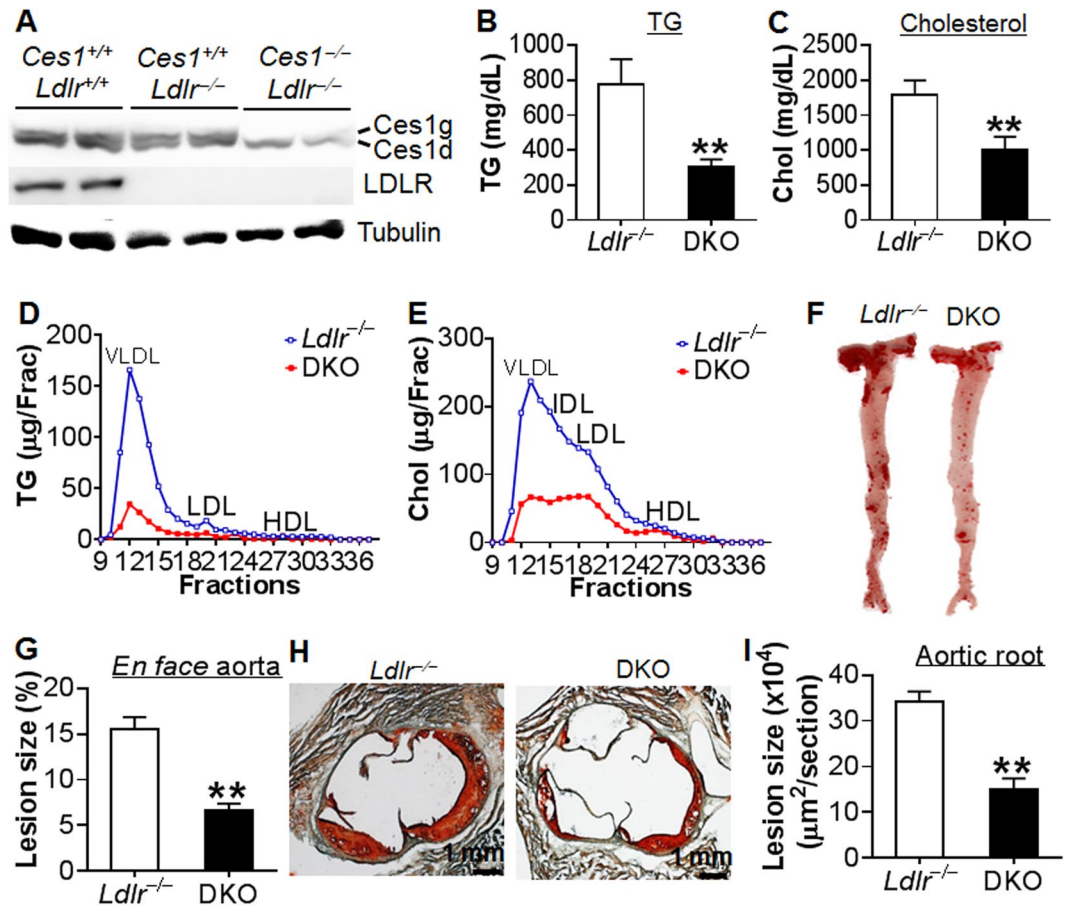 A
Ces1+/+ Ces1+/+ Ces1−/−
Ldlr+/+ Ldlr−/− Ldlr−/−
Ces1g
Ces1d
LDLR
Tubulin
B
TG
TG (mg/dL)
1000
800
600
400
200
0
**
Ldlr−/− DKO
C
Cholesterol
Chol (mg/dL)
2500
2000
1500
1000
500
0
**
Ldlr−/− DKO
D
TG (µg/Frac)
200
150
100
50
0
VLDL
LDL
HDL
Ldlr−/−
DKO
9 12 15 18 21 24 27 30 33 36
Fractions
E
Chol (µg/Frac)
300
200
100
0
VLDL
IDL
LDL
HDL
Ldlr−/−
DKO
9 12 15 18 21 24 27 30 33 36
Fractions
F
Ldlr−/− DKO
G
En face aorta
Lesion size (%)
20
15
10
5
0
**
Ldlr−/− DKO
H
Ldlr−/− DKO
1 mm 1 mm
I
Aortic root
Lesion size (x10⁴)
(µm²/section)
40
30
20
10
0
**
Ldlr−/− DKO